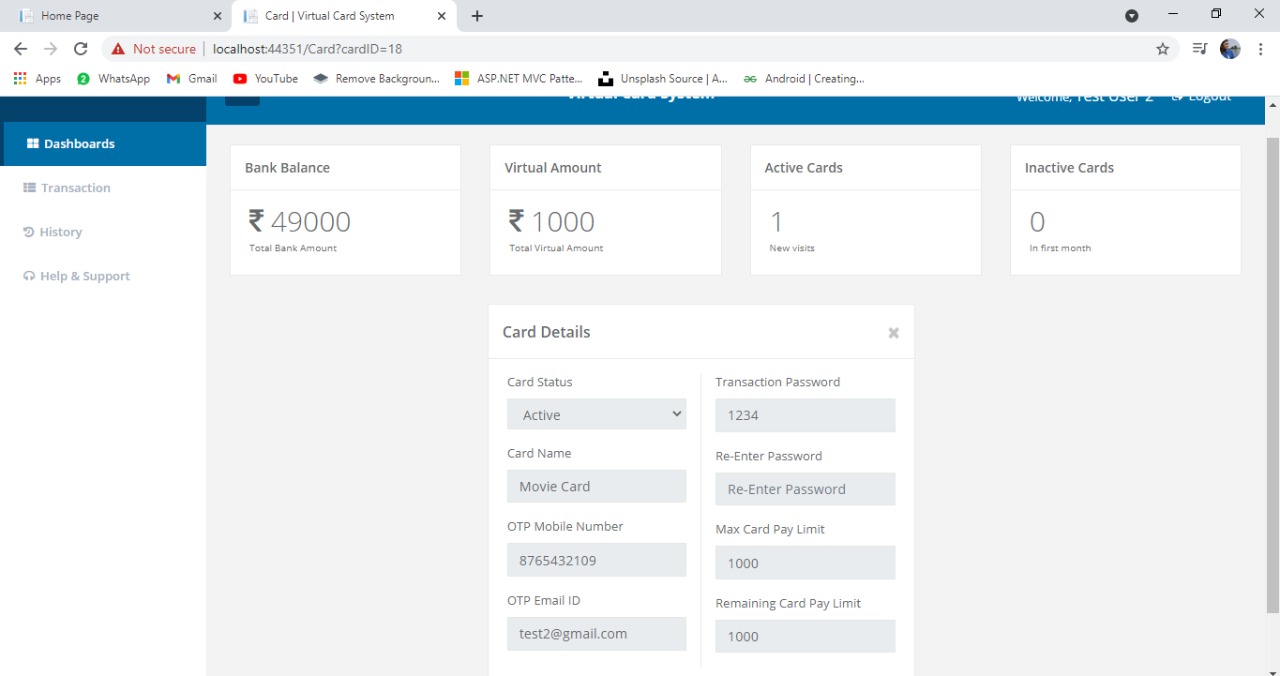 Home Page
Card | Virtual Card System
Not secure
localhost:44351/Card?cardID=18
Apps
WhatsApp
Gmail
YouTube
Remove Backgroun...
ASP.NET MVC Patte...
Unsplash Source | A...
Android | Creating...
Virtual Card System
Welcome, Test User 2
Logout
Dashboards
Transaction
History
Help & Support
Bank Balance
₹ 49000
Total Bank Amount
Virtual Amount
₹ 1000
Total Virtual Amount
Active Cards
1
New visits
Inactive Cards
0
In first month
Card Details
Card Status
Active
Card Name
Movie Card
OTP Mobile Number
8765432109
OTP Email ID
test2@gmail.com
Transaction Password
1234
Re-Enter Password
Re-Enter Password
Max Card Pay Limit
1000
Remaining Card Pay Limit
1000